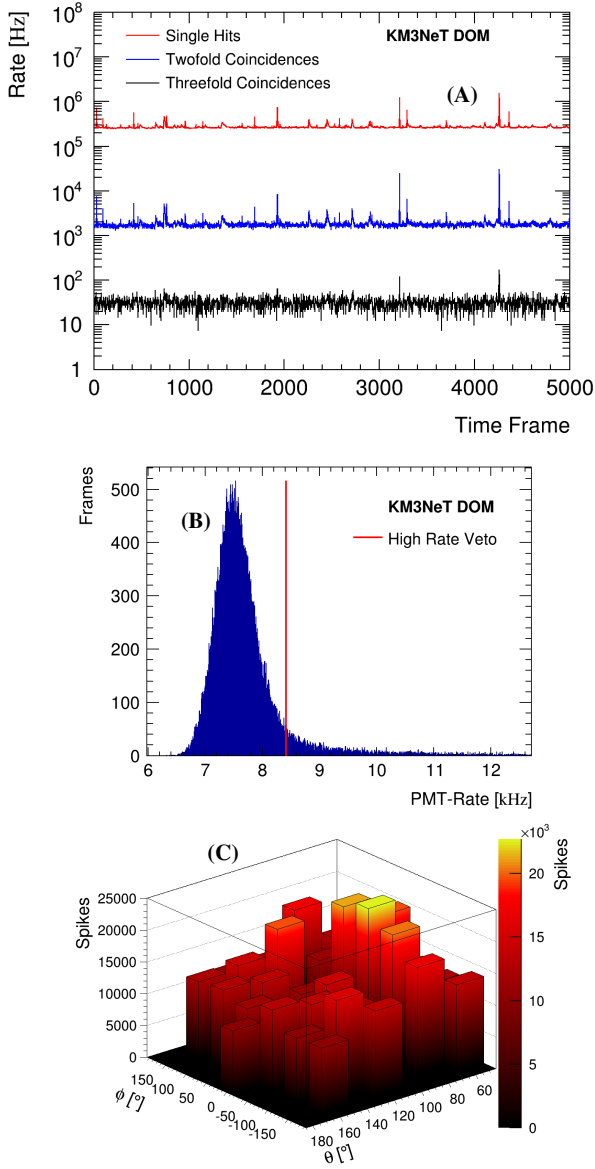 Rate [Hz]
10^8
10^7
10^6
10^5
10^4
10^3
10^2
10
1
Single Hits
Twofold Coincidences
Threefold Coincidences
KM3NeT DOM
(A)
0 1000 2000 3000 4000 5000
Time Frame
Frames
500
400
300
200
100
0
(B)
KM3NeT DOM
High Rate Veto
6 7 8 9 10 11 12
PMT-Rate [kHz]
(C)
×10^3
Spikes
25000
20000
15000
10000
5000
0
Spikes
20
15
10
5
0
150 100 50 0 -50 -100 -150
ϕ [°]
180 160 140 120 100 80 60
θ [°]